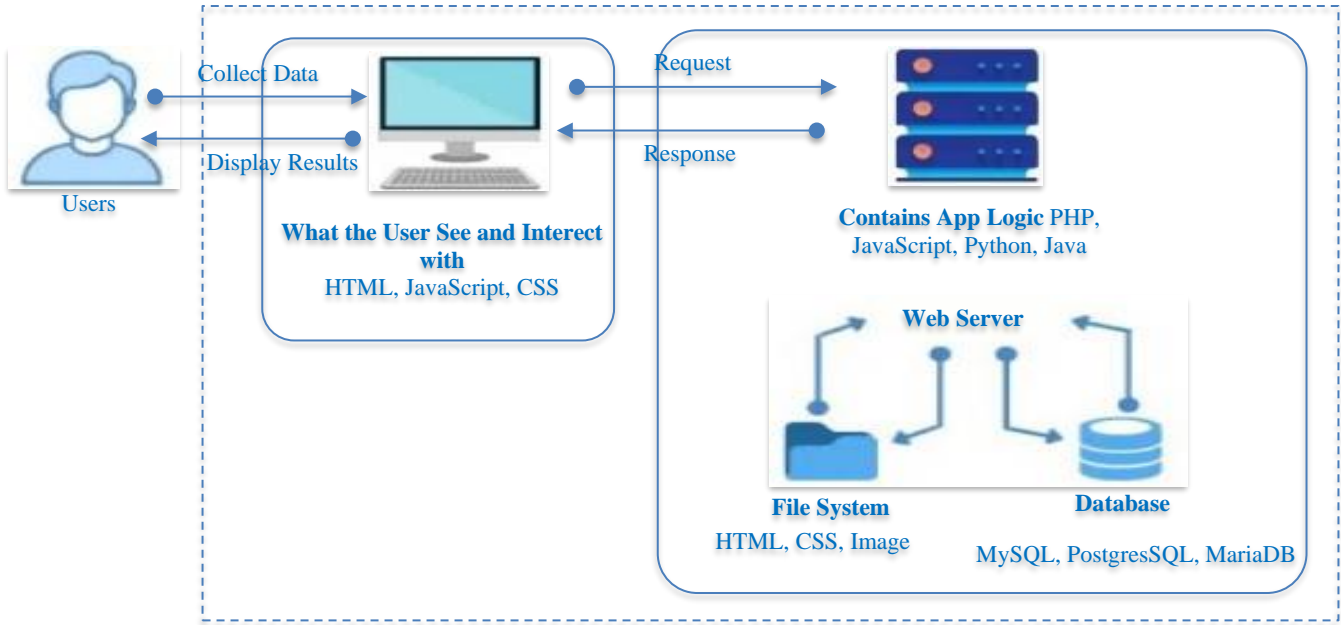 Collect Data
Display Results
Users
Request
Response
What the User See and Interect
with
HTML, JavaScript, CSS
Contains App Logic PHP,
JavaScript, Python, Java
Web Server
File System
HTML, CSS, Image
Database
MySQL, PostgresSQL, MariaDB